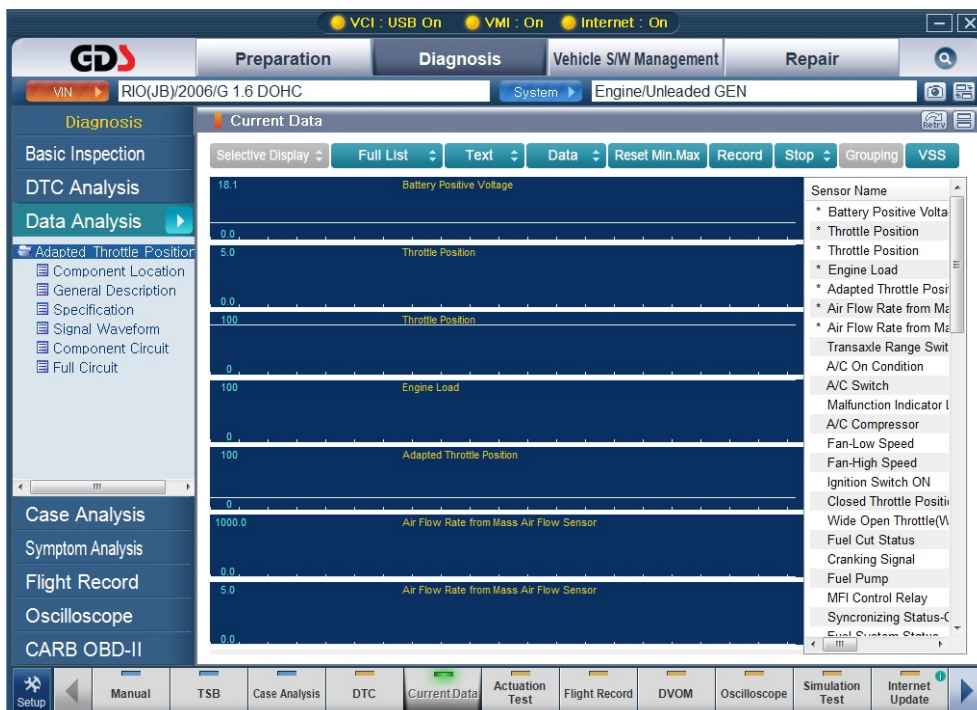 VCI : USB On VMI : On Internet : On
GDS
Preparation Diagnosis Vehicle S/W Management Repair
VIN RIO(JB)/2006/G 1.6 DOHC System Engine/Unleaded GEN
Diagnosis
Current Data
Retry
Basic Inspection
DTC Analysis
Data Analysis
Adapted Throttle Position
Component Location
General Description
Specification
Signal Waveform
Component Circuit
Full Circuit
Case Analysis
Symptom Analysis
Flight Record
Oscilloscope
CARB OBD-II
Selective Display Full List Text Data Reset Min.Max Record Stop Grouping VSS
18.1 Battery Positive Voltage
0.0
5.0 Throttle Position
0.0
100 Throttle Position
0
100 Engine Load
0
100 Adapted Throttle Position
0
1000.0 Air Flow Rate from Mass Air Flow Sensor
0.0
5.0 Air Flow Rate from Mass Air Flow Sensor
0.0
Sensor Name
* Battery Positive Volta
* Throttle Position
* Throttle Position
* Engine Load
* Adapted Throttle Posit
* Air Flow Rate from Ma
* Air Flow Rate from Ma
Transaxle Range Swit
A/C On Condition
A/C Switch
Malfunction Indicator L
A/C Compressor
Fan-Low Speed
Fan-High Speed
Ignition Switch ON
Closed Throttle Positi
Wide Open Throttle(W
Fuel Cut Status
Cranking Signal
Fuel Pump
MFI Control Relay
Syncronizing Status-C
Fuel System Status
Setup Manual TSB Case Analysis DTC Current Data Actuation Test Flight Record DVOM Oscilloscope Simulation Test Internet Update